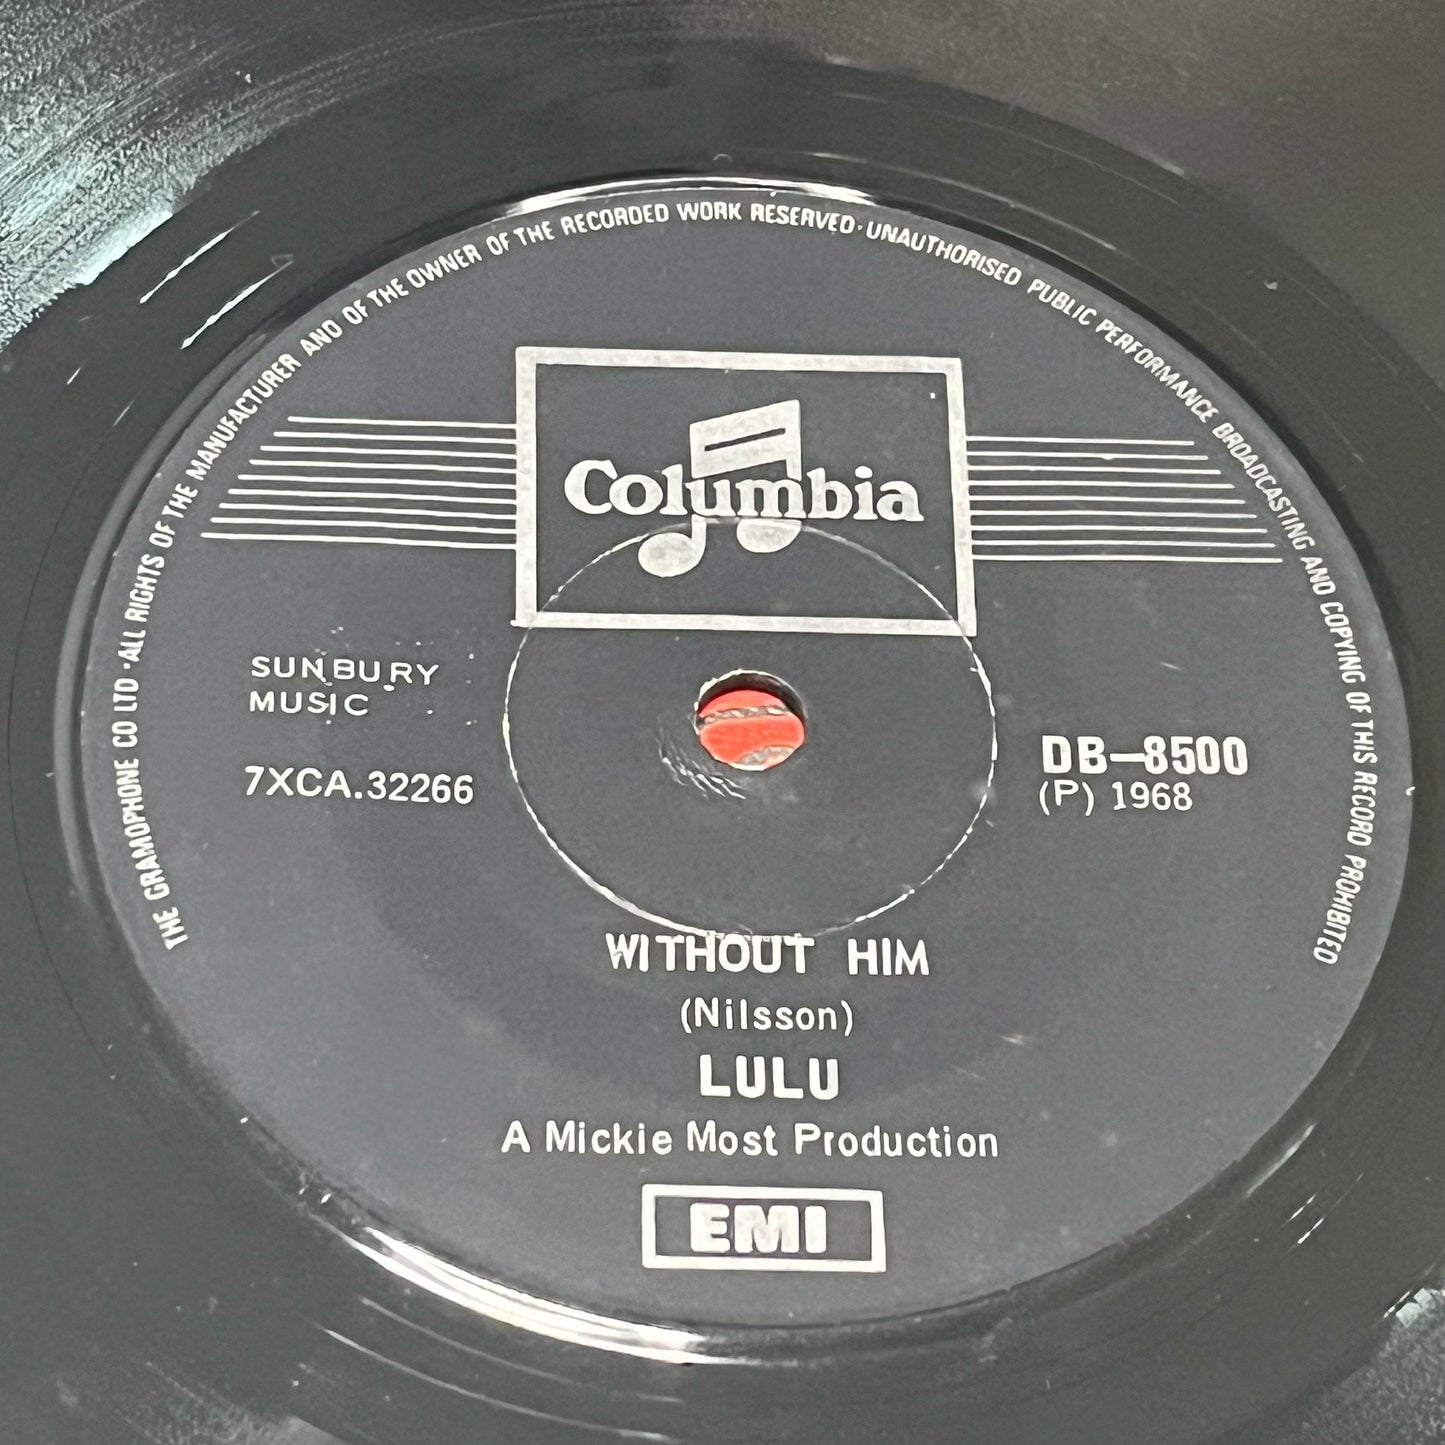 THE GRAMOPHONE CO LTD · ALL RIGHTS OF THE MANUFACTURER AND OF THE OWNER OF THE RECORDED WORK RESERVED · UNAUTHORISED PUBLIC PERFORMANCE BROADCASTING AND COPYING OF THIS RECORD PROHIBITED
Columbia
SUNBURY
MUSIC
7XCA.32266
DB-8500
(P) 1968
WITHOUT HIM
(Nilsson)
LULU
A Mickie Most Production
EMI